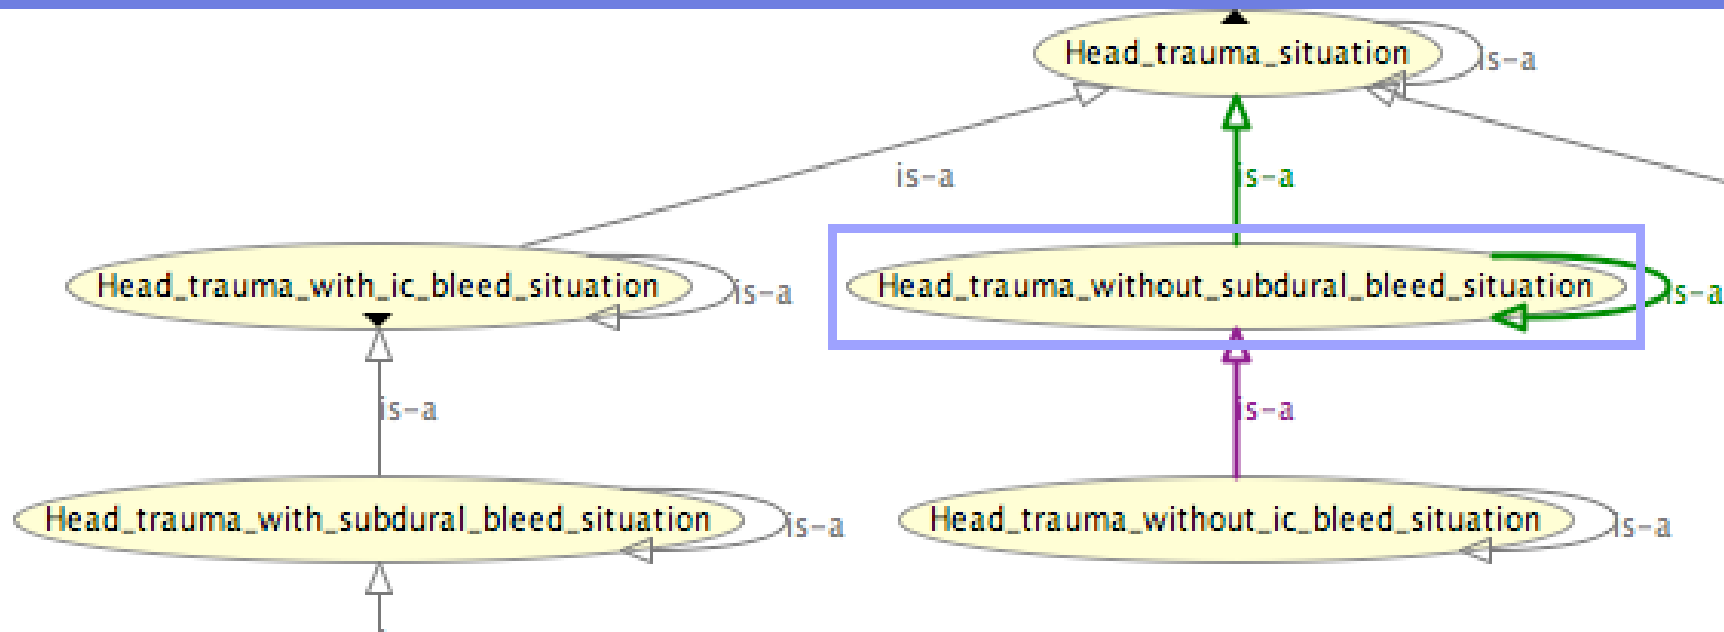 Head_trauma_situation
is-a
is-a
is-a
Head_trauma_with_ic_bleed_situation
is-a
Head_trauma_without_subdural_bleed_situation
is-a
is-a
is-a
Head_trauma_with_subdural_bleed_situation
is-a
Head_trauma_without_ic_bleed_situation
is-a